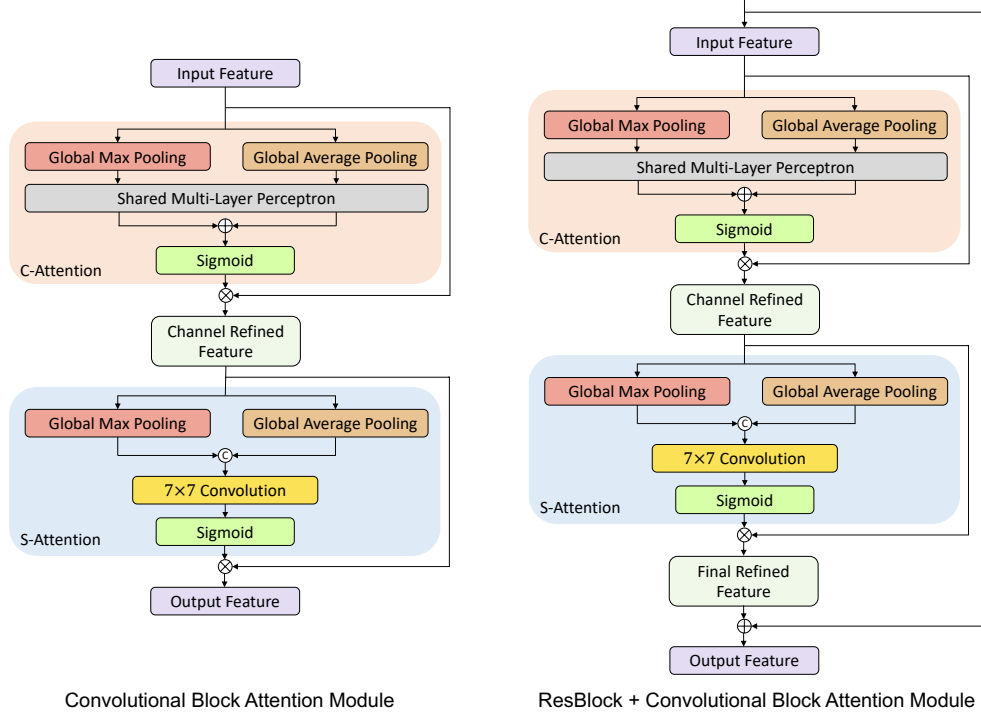 Input Feature
Global Max Pooling
Global Average Pooling
Shared Multi-Layer Perceptron
Sigmoid
C-Attention
Channel Refined
Feature
Global Max Pooling
Global Average Pooling
C
7×7 Convolution
Sigmoid
S-Attention
Output Feature
Convolutional Block Attention Module
Input Feature
Global Max Pooling
Global Average Pooling
Shared Multi-Layer Perceptron
Sigmoid
C-Attention
Channel Refined
Feature
Global Max Pooling
Global Average Pooling
C
7×7 Convolution
Sigmoid
S-Attention
Final Refined
Feature
Output Feature
ResBlock + Convolutional Block Attention Module